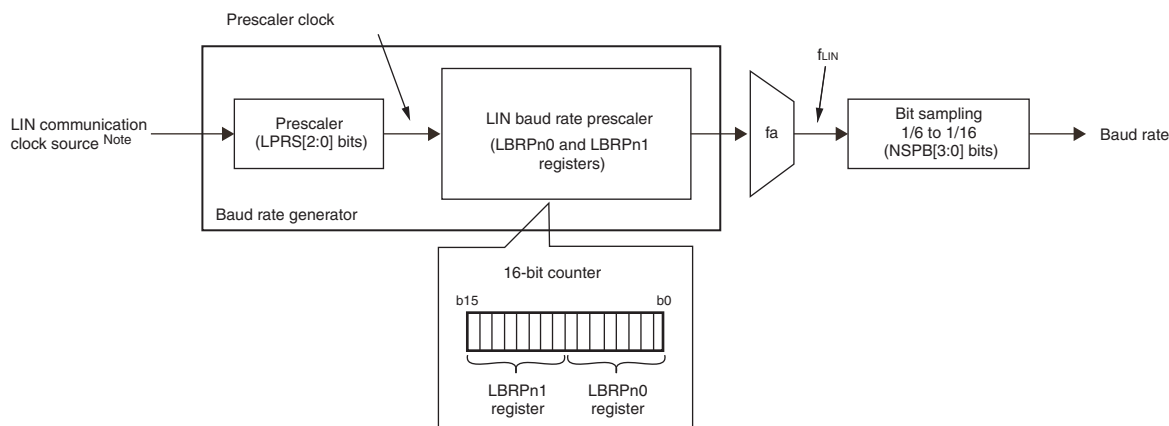 Prescaler clock
fLIN
LIN communication
clock source Note
Prescaler
(LPRS[2:0] bits)
LIN baud rate prescaler
(LBRPn0 and LBRPn1
registers)
fa
Bit sampling
1/6 to 1/16
(NSPB[3:0] bits)
Baud rate
Baud rate generator
16-bit counter
b15
b0
LBRPn1
register
LBRPn0
register